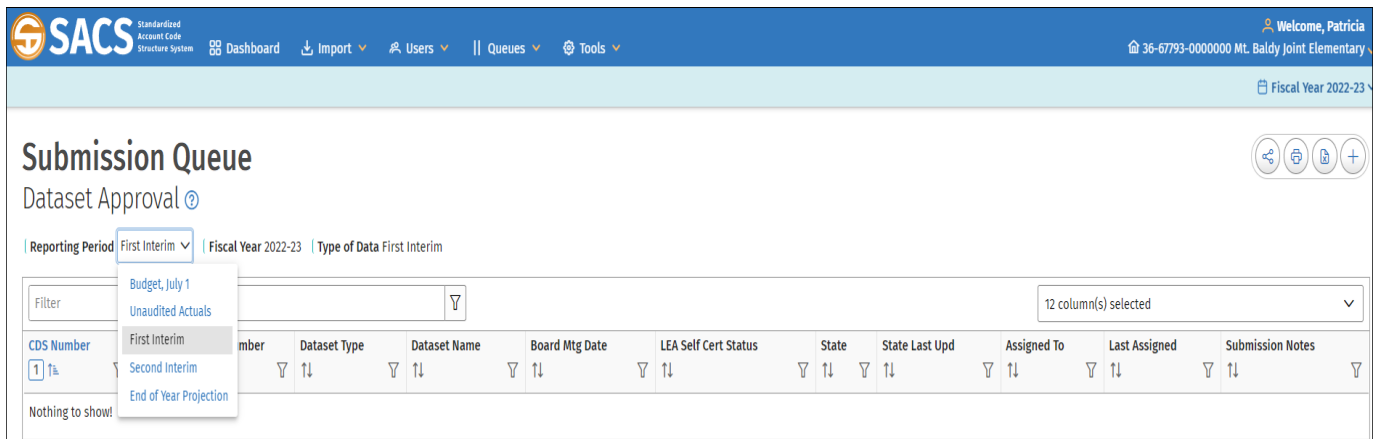 SACS Standardized
Account Code
Structure System
Dashboard Import Users Queues Tools
Welcome, Patricia
36-67793-0000000 Mt. Baldy Joint Elementary
Fiscal Year 2022-23
Submission Queue
Dataset Approval ?
Reporting Period First Interim Fiscal Year 2022-23 Type of Data First Interim
Budget, July 1
Unaudited Actuals
First Interim
Second Interim
End of Year Projection
Filter
12 column(s) selected
CDS Number mber Dataset Type Dataset Name Board Mtg Date LEA Self Cert Status State State Last Upd Assigned To Last Assigned Submission Notes
1
Nothing to show!